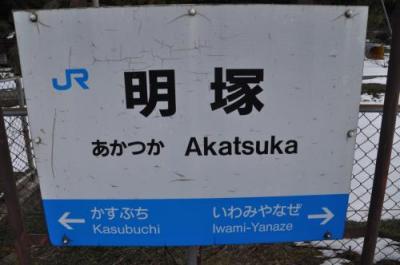 JR
明塚
あかつか Akatsuka
かすぶち いわみやなぜ
Kasubuchi Iwami-Yanaze